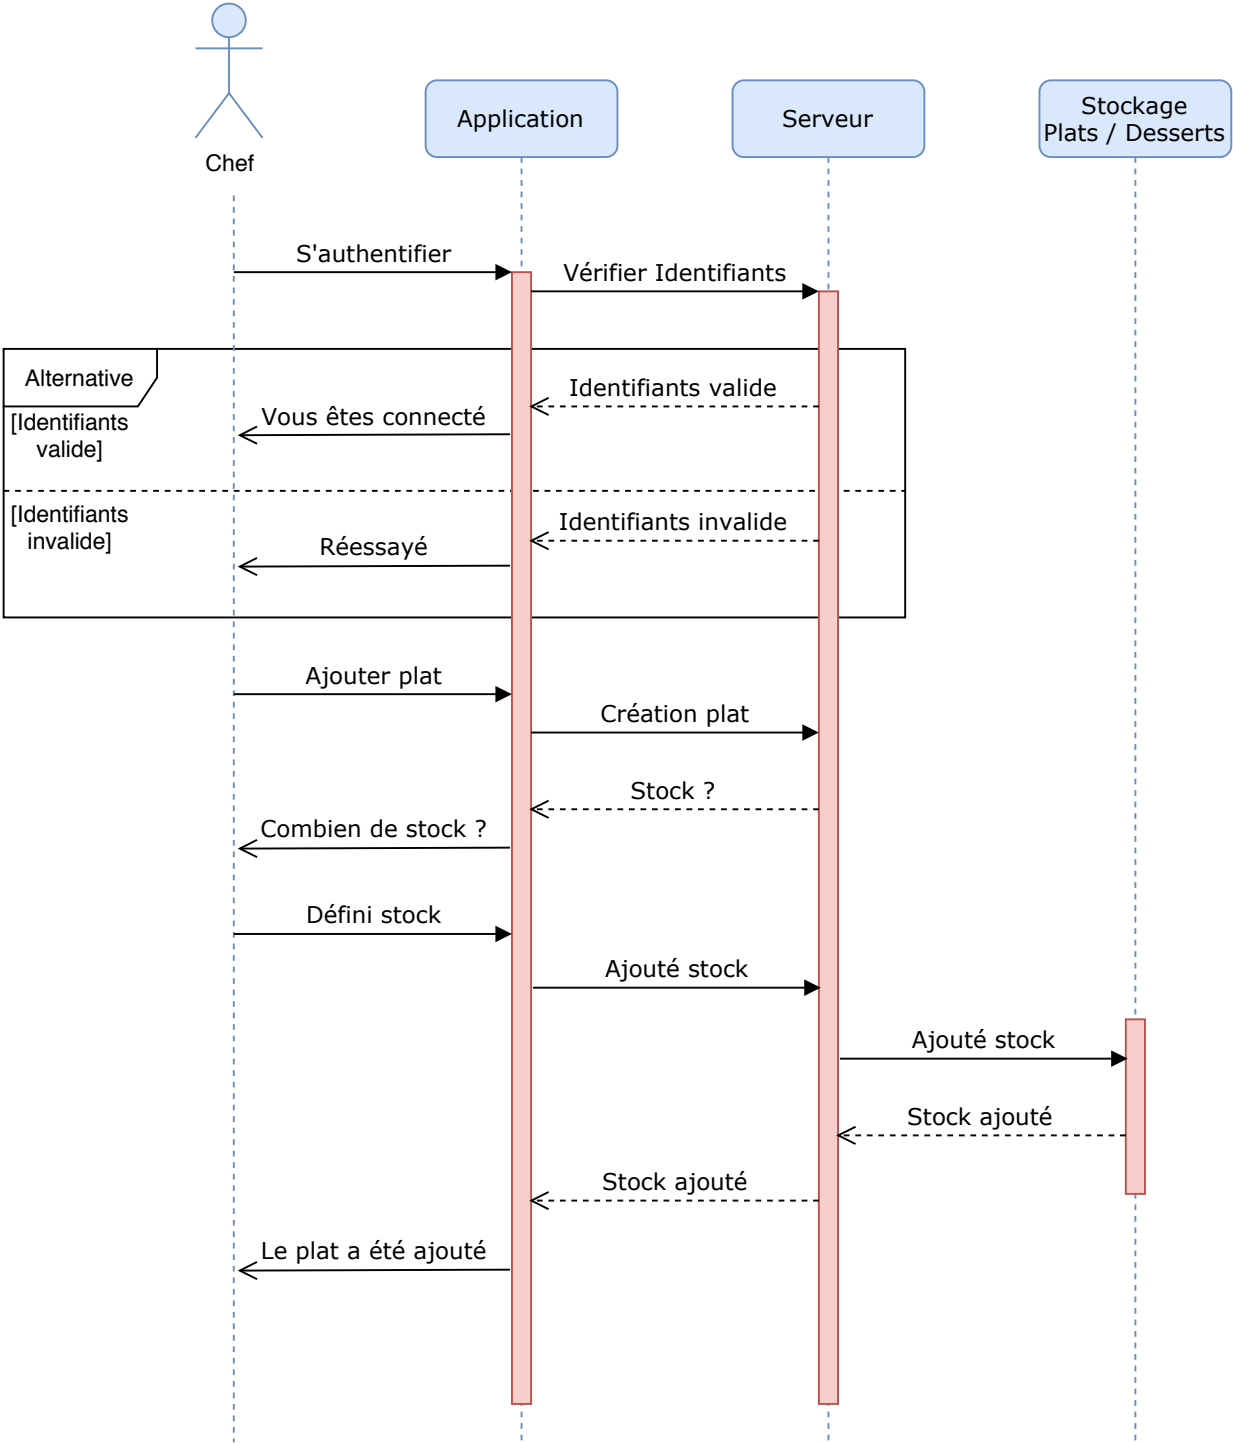 Chef
Application
Serveur
Stockage
Plats / Desserts
S'authentifier
Vérifier Identifiants
Alternative
[Identifiants
valide]
Identifiants valide
Vous êtes connecté
[Identifiants
invalide]
Identifiants invalide
Réessayé
Ajouter plat
Création plat
Stock ?
Combien de stock ?
Défini stock
Ajouté stock
Ajouté stock
Stock ajouté
Stock ajouté
Le plat a été ajouté